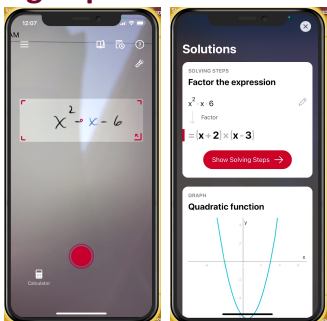 12:07
AM
x² - x - 6
Calculator
Solutions
SOLVING STEPS
Factor the expression
x² - x - 6
Factor
= (x+2) × (x-3)
Show Solving Steps →
GRAPH
Quadratic function
y
x